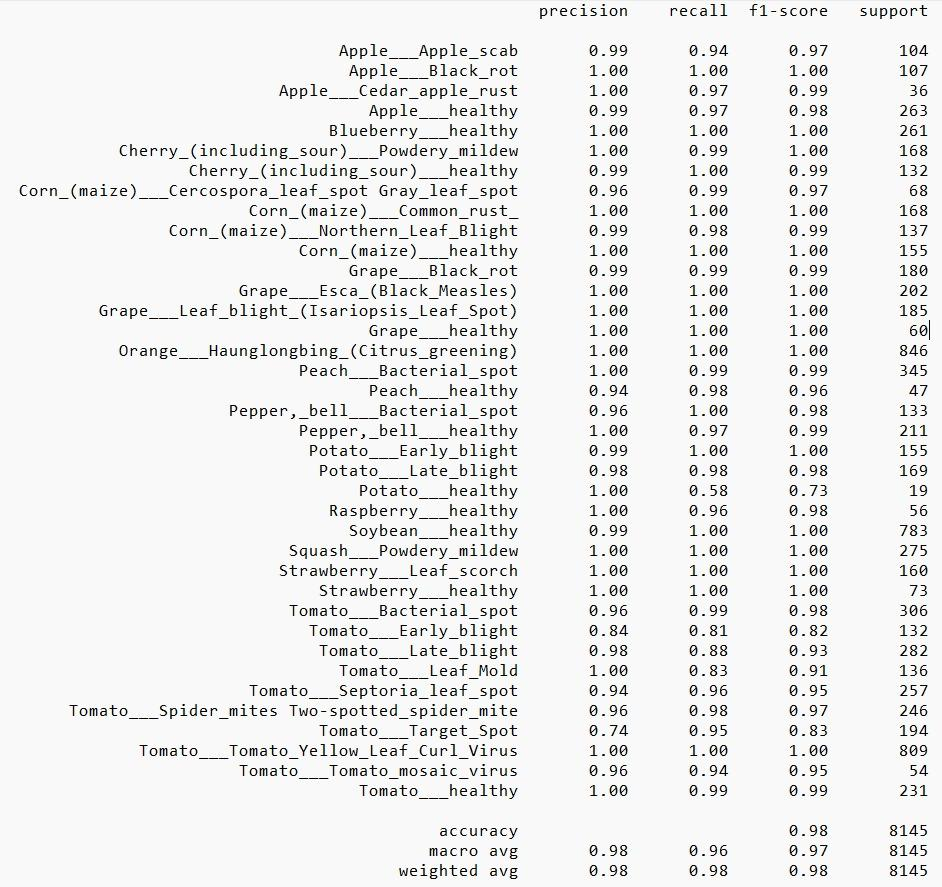 precision recall f1-score support
Apple___Apple_scab 0.99 0.94 0.97 104
Apple___Black_rot 1.00 1.00 1.00 107
Apple___Cedar_apple_rust 1.00 0.97 0.99 36
Apple___healthy 0.99 0.97 0.98 263
Blueberry___healthy 1.00 1.00 1.00 261
Cherry_(including_sour)___Powdery_mildew 1.00 0.99 1.00 168
Cherry_(including_sour)___healthy 0.99 1.00 0.99 132
Corn_(maize)___Cercospora_leaf_spot Gray_leaf_spot 0.96 0.99 0.97 68
Corn_(maize)___Common_rust_ 1.00 1.00 1.00 168
Corn_(maize)___Northern_Leaf_Blight 0.99 0.98 0.99 137
Corn_(maize)___healthy 1.00 1.00 1.00 155
Grape___Black_rot 0.99 0.99 0.99 180
Grape___Esca_(Black_Measles) 1.00 1.00 1.00 202
Grape___Leaf_blight_(Isariopsis_Leaf_Spot) 1.00 1.00 1.00 185
Grape___healthy 1.00 1.00 1.00 60
Orange___Haunglongbing_(Citrus_greening) 1.00 1.00 1.00 846
Peach___Bacterial_spot 1.00 0.99 0.99 345
Peach___healthy 0.94 0.98 0.96 47
Pepper,_bell___Bacterial_spot 0.96 1.00 0.98 133
Pepper,_bell___healthy 1.00 0.97 0.99 211
Potato___Early_blight 0.99 1.00 1.00 155
Potato___Late_blight 0.98 0.98 0.98 169
Potato___healthy 1.00 0.58 0.73 19
Raspberry___healthy 1.00 0.96 0.98 56
Soybean___healthy 0.99 1.00 1.00 783
Squash___Powdery_mildew 1.00 1.00 1.00 275
Strawberry___Leaf_scorch 1.00 1.00 1.00 160
Strawberry___healthy 1.00 1.00 1.00 73
Tomato___Bacterial_spot 0.96 0.99 0.98 306
Tomato___Early_blight 0.84 0.81 0.82 132
Tomato___Late_blight 0.98 0.88 0.93 282
Tomato___Leaf_Mold 1.00 0.83 0.91 136
Tomato___Septoria_leaf_spot 0.94 0.96 0.95 257
Tomato___Spider_mites Two-spotted_spider_mite 0.96 0.98 0.97 246
Tomato___Target_Spot 0.74 0.95 0.83 194
Tomato___Tomato_Yellow_Leaf_Curl_Virus 1.00 1.00 1.00 809
Tomato___Tomato_mosaic_virus 0.96 0.94 0.95 54
Tomato___healthy 1.00 0.99 0.99 231
accuracy 0.98 8145
macro avg 0.98 0.96 0.97 8145
weighted avg 0.98 0.98 0.98 8145